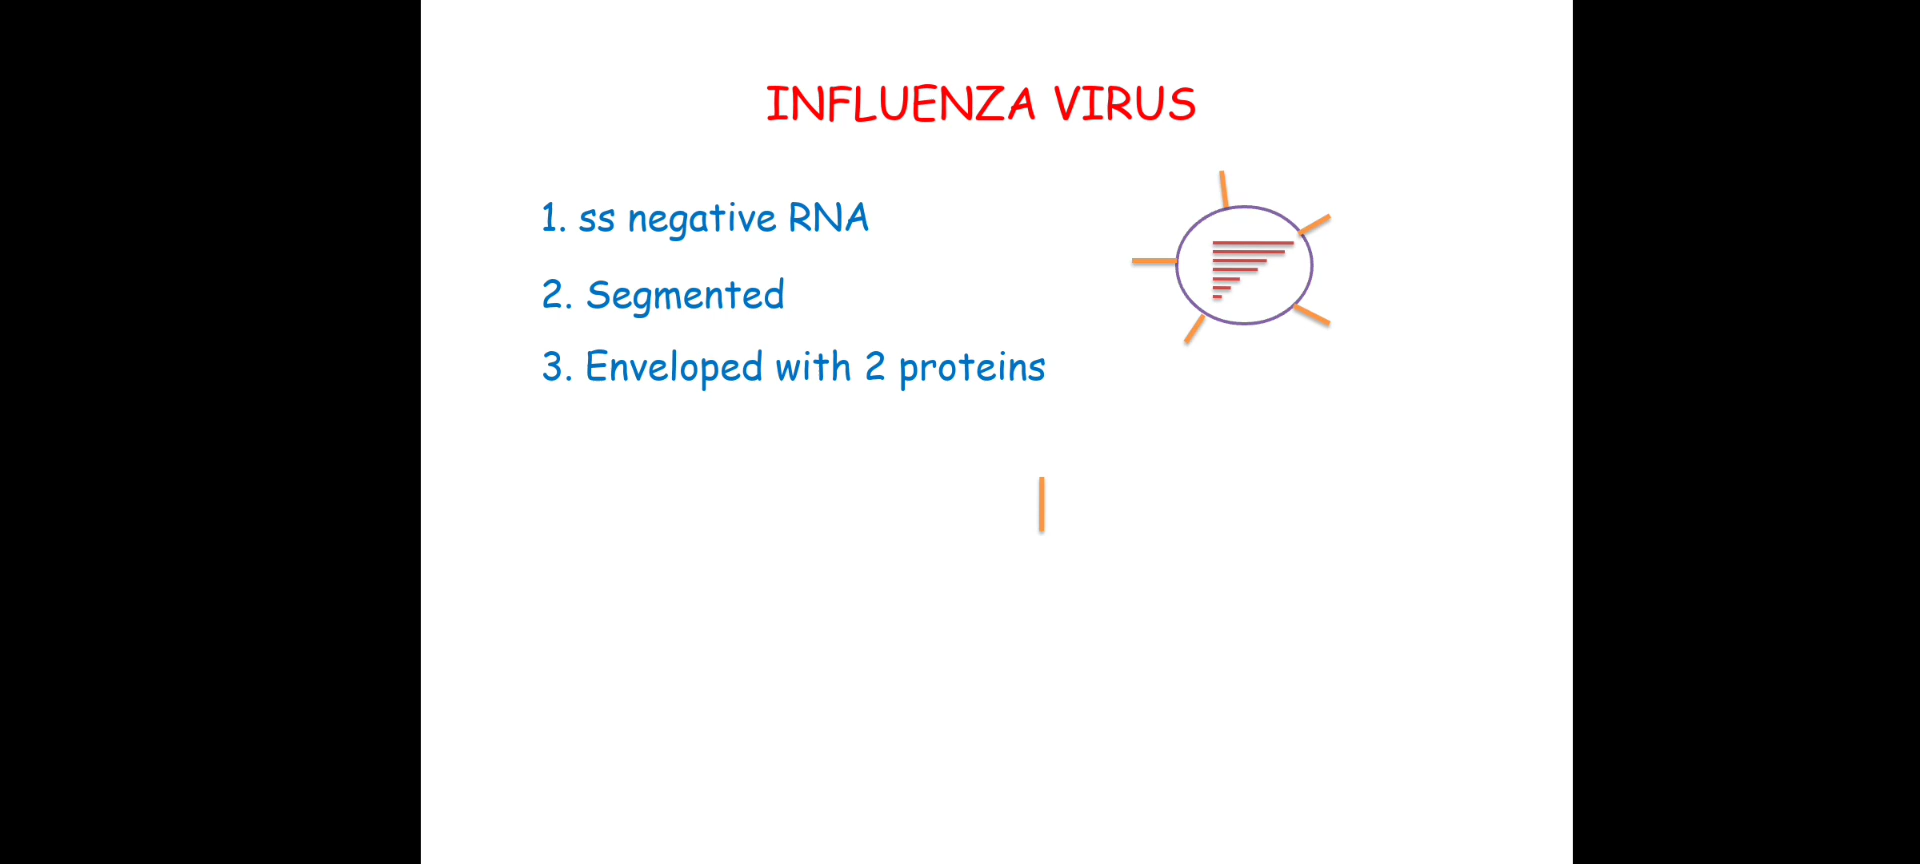 INFLUENZA VIRUS
1. ss negative RNA
2. Segmented
3. Enveloped with 2 proteins